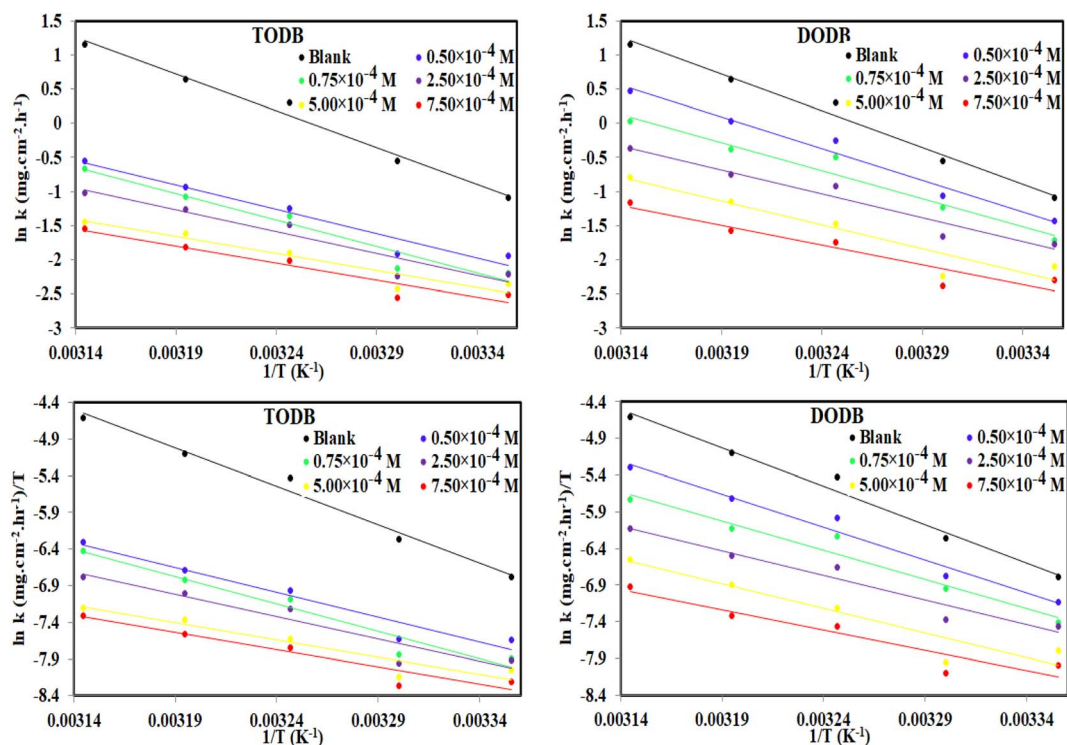 TODB
Blank
0.50×10⁻⁴ M
0.75×10⁻⁴ M
2.50×10⁻⁴ M
5.00×10⁻⁴ M
7.50×10⁻⁴ M
ln k (mg.cm⁻².h⁻¹)
1.5
1
0.5
0
-0.5
-1
-1.5
-2
-2.5
-3
0.00314
0.00319
0.00324
0.00329
0.00334
1/T (K⁻¹)
DODB
Blank
0.50×10⁻⁴ M
0.75×10⁻⁴ M
2.50×10⁻⁴ M
5.00×10⁻⁴ M
7.50×10⁻⁴ M
ln k (mg.cm⁻².h⁻¹)
1.5
1
0.5
0
-0.5
-1
-1.5
-2
-2.5
-3
0.00314
0.00319
0.00324
0.00329
0.00334
1/T (K⁻¹)
TODB
Blank
0.50×10⁻⁴ M
0.75×10⁻⁴ M
2.50×10⁻⁴ M
5.00×10⁻⁴ M
7.50×10⁻⁴ M
ln k (mg.cm⁻².hr⁻¹)/T
-4.4
-4.9
-5.4
-5.9
-6.4
-6.9
-7.4
-7.9
-8.4
0.00314
0.00319
0.00324
0.00329
0.00334
1/T (K⁻¹)
DODB
Blank
0.50×10⁻⁴ M
0.75×10⁻⁴ M
2.50×10⁻⁴ M
5.00×10⁻⁴ M
7.50×10⁻⁴ M
ln k (mg.cm⁻².hr⁻¹)/T
-4.4
-4.9
-5.4
-5.9
-6.4
-6.9
-7.4
-7.9
-8.4
0.00314
0.00319
0.00324
0.00329
0.00334
1/T (K⁻¹)